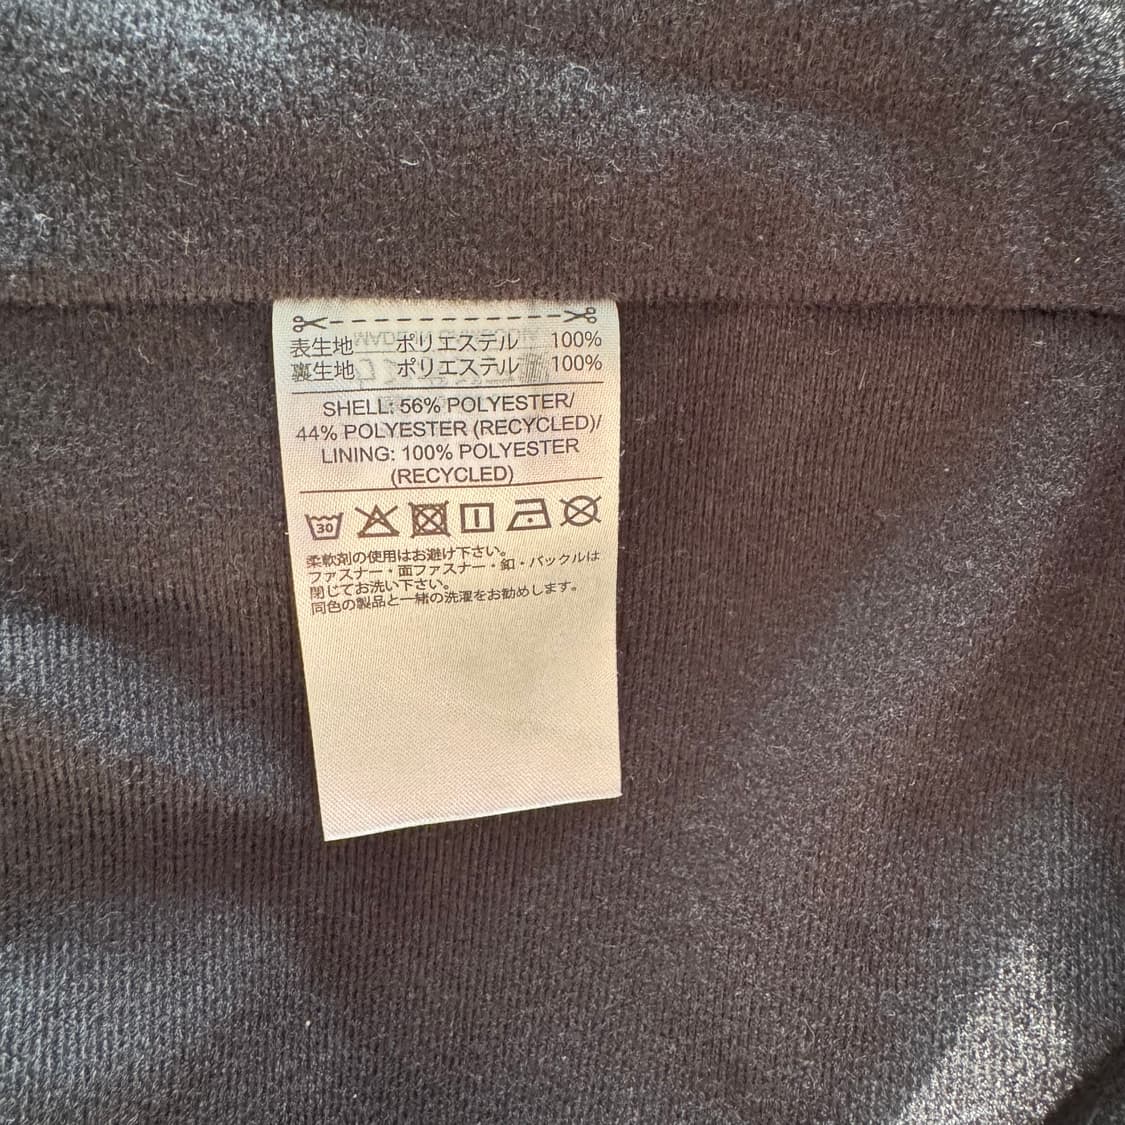 表生地 ポリエステル 100%
裏生地 ポリエステル 100%
SHELL: 56% POLYESTER/
44% POLYESTER (RECYCLED)/
LINING: 100% POLYESTER
(RECYCLED)
30
柔軟剤の使用はお避け下さい。
ファスナー・面ファスナー・釦・バックルは
閉じてお洗い下さい。
同色の製品と一緒の洗濯をお勧めします。